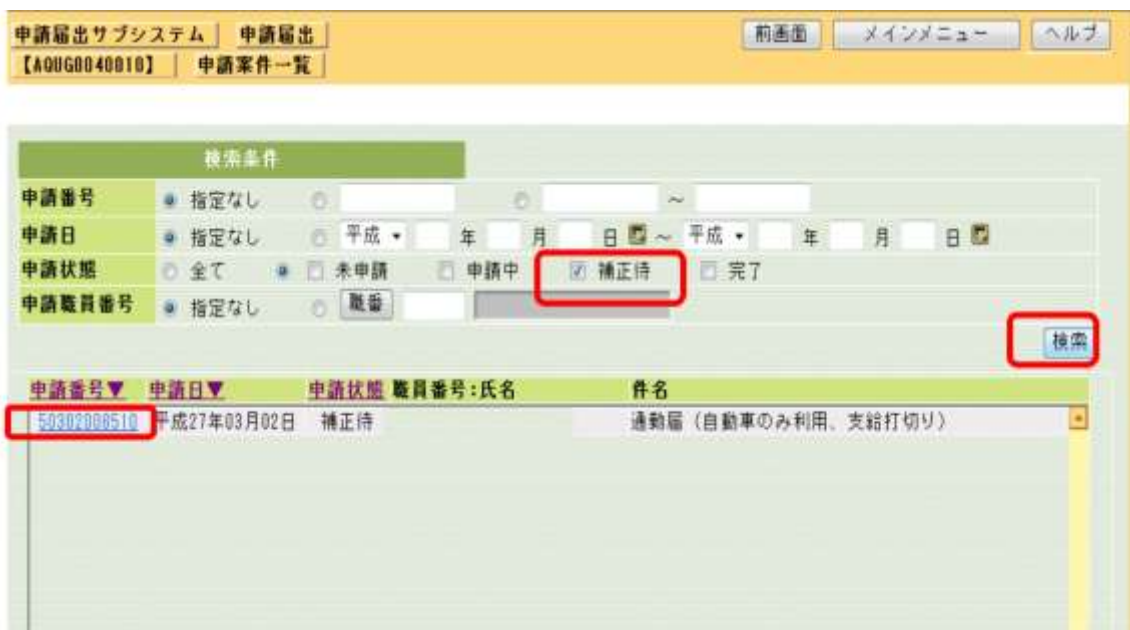 申請届出サブシステム 申請届出 前画面 メインメニュー ヘルプ
【AQUG0040010】 申請案件一覧
検索条件
申請番号 指定なし ~
申請日 指定なし 平成 年 月 日 ~ 平成 年 月 日
申請状態 全て 未申請 申請中 補正待 完了
申請職員番号 指定なし 職番
検索
申請番号▼ 申請日▼ 申請状態 職員番号:氏名 件名
50302008510 平成27年03月02日 補正待 通勤届(自動車のみ利用、支給打切り)